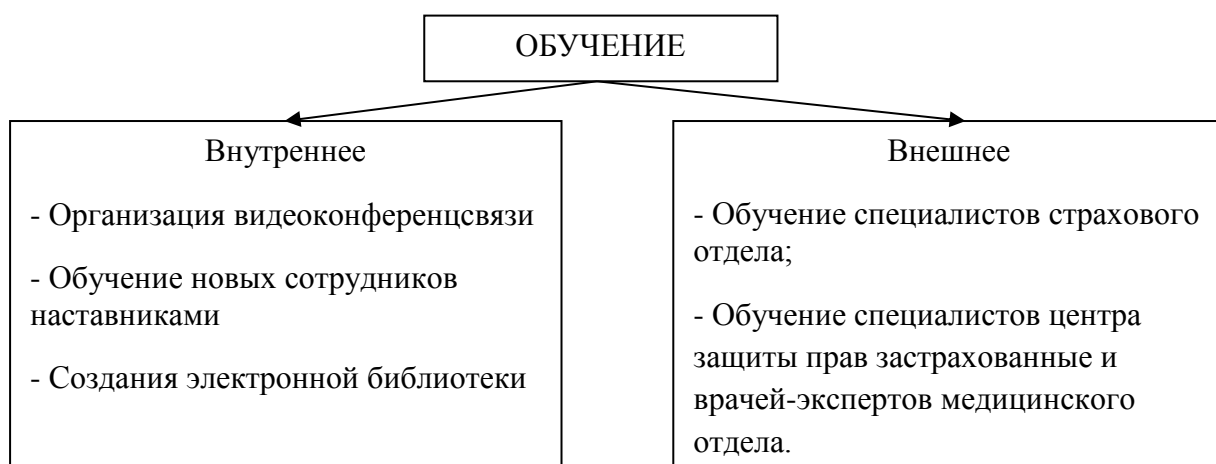 ОБУЧЕНИЕ
Внутреннее
- Организация видеоконференцсвязи
- Обучение новых сотрудников
наставниками
- Создания электронной библиотеки
Внешнее
- Обучение специалистов страхового
отдела;
- Обучение специалистов центра
защиты прав застрахованные и
врачей-экспертов медицинского
отдела.